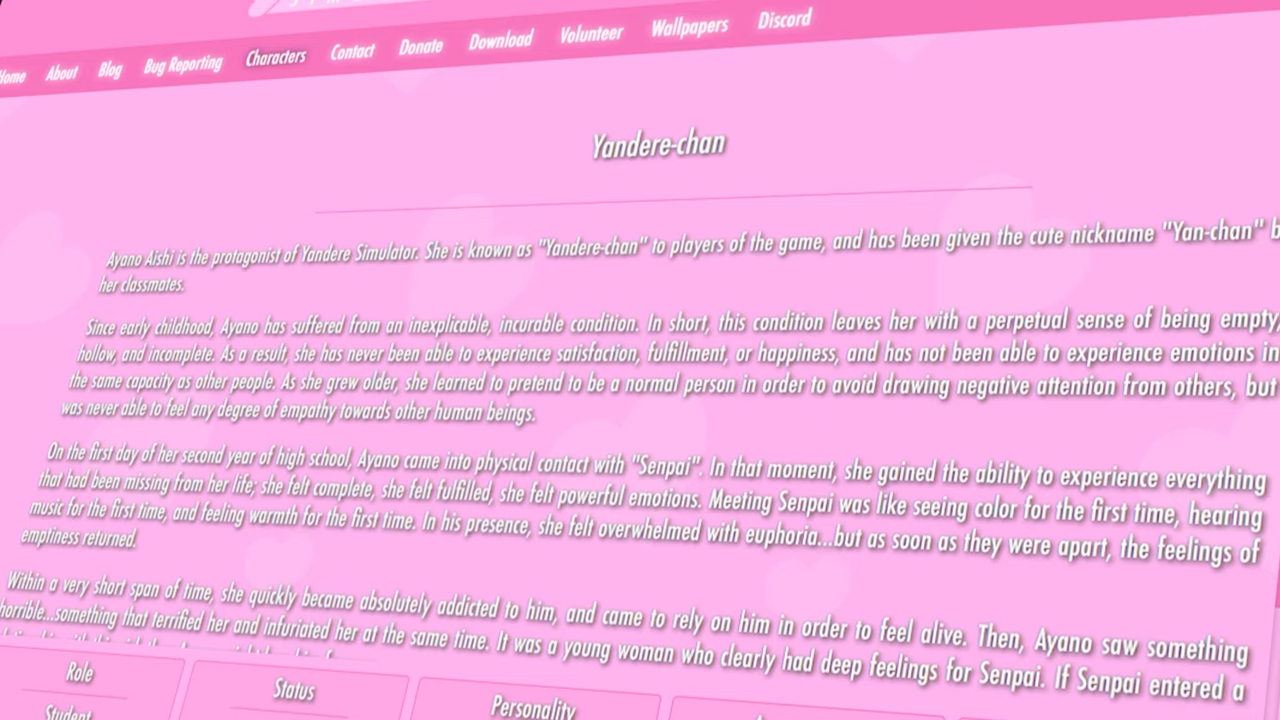 Home About Blog Bug Reporting Characters Contact Donate Download Volunteer Wallpapers Discord
Yandere-chan
Ayano Aishi is the protagonist of Yandere Simulator. She is known as "Yandere-chan" to players of the game, and has been given the cute nickname "Yan-chan" b
her classmates.
Since early childhood, Ayano has suffered from an inexplicable, incurable condition. In short, this condition leaves her with a perpetual sense of being empty,
hollow, and incomplete. As a result, she has never been able to experience satisfaction, fulfillment, or happiness, and has not been able to experience emotions in
the same capacity as other people. As she grew older, she learned to pretend to be a normal person in order to avoid drawing negative attention from others, but
was never able to feel any degree of empathy towards other human beings.
On the first day of her second year of high school, Ayano came into physical contact with "Senpai". In that moment, she gained the ability to experience everything
that had been missing from her life; she felt complete, she felt fulfilled, she felt powerful emotions. Meeting Senpai was like seeing color for the first time, hearing
music for the first time, and feeling warmth for the first time. In his presence, she felt overwhelmed with euphoria...but as soon as they were apart, the feelings of
emptiness returned.
Within a very short span of time, she quickly became absolutely addicted to him, and came to rely on him in order to feel alive. Then, Ayano saw something
horrible...something that terrified her and infuriated her at the same time. It was a young woman who clearly had deep feelings for Senpai. If Senpai entered a
Role
Status
Personality
Student